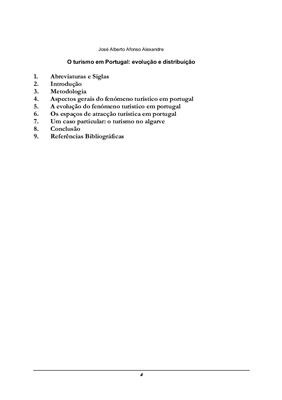 José Alberto Afonso Alexandre
O turismo em Portugal: evolução e distribuição
1. Abreviaturas e Siglas
2. Introdução
3. Metodologia
4. Aspectos gerais do fenómeno turístico em portugal
5. A evolução do fenómeno turístico em portugal
6. Os espaços de atracção turística em portugal
7. Um caso particular: o turismo no algarve
8. Conclusão
9. Referências Bibliográficas
4